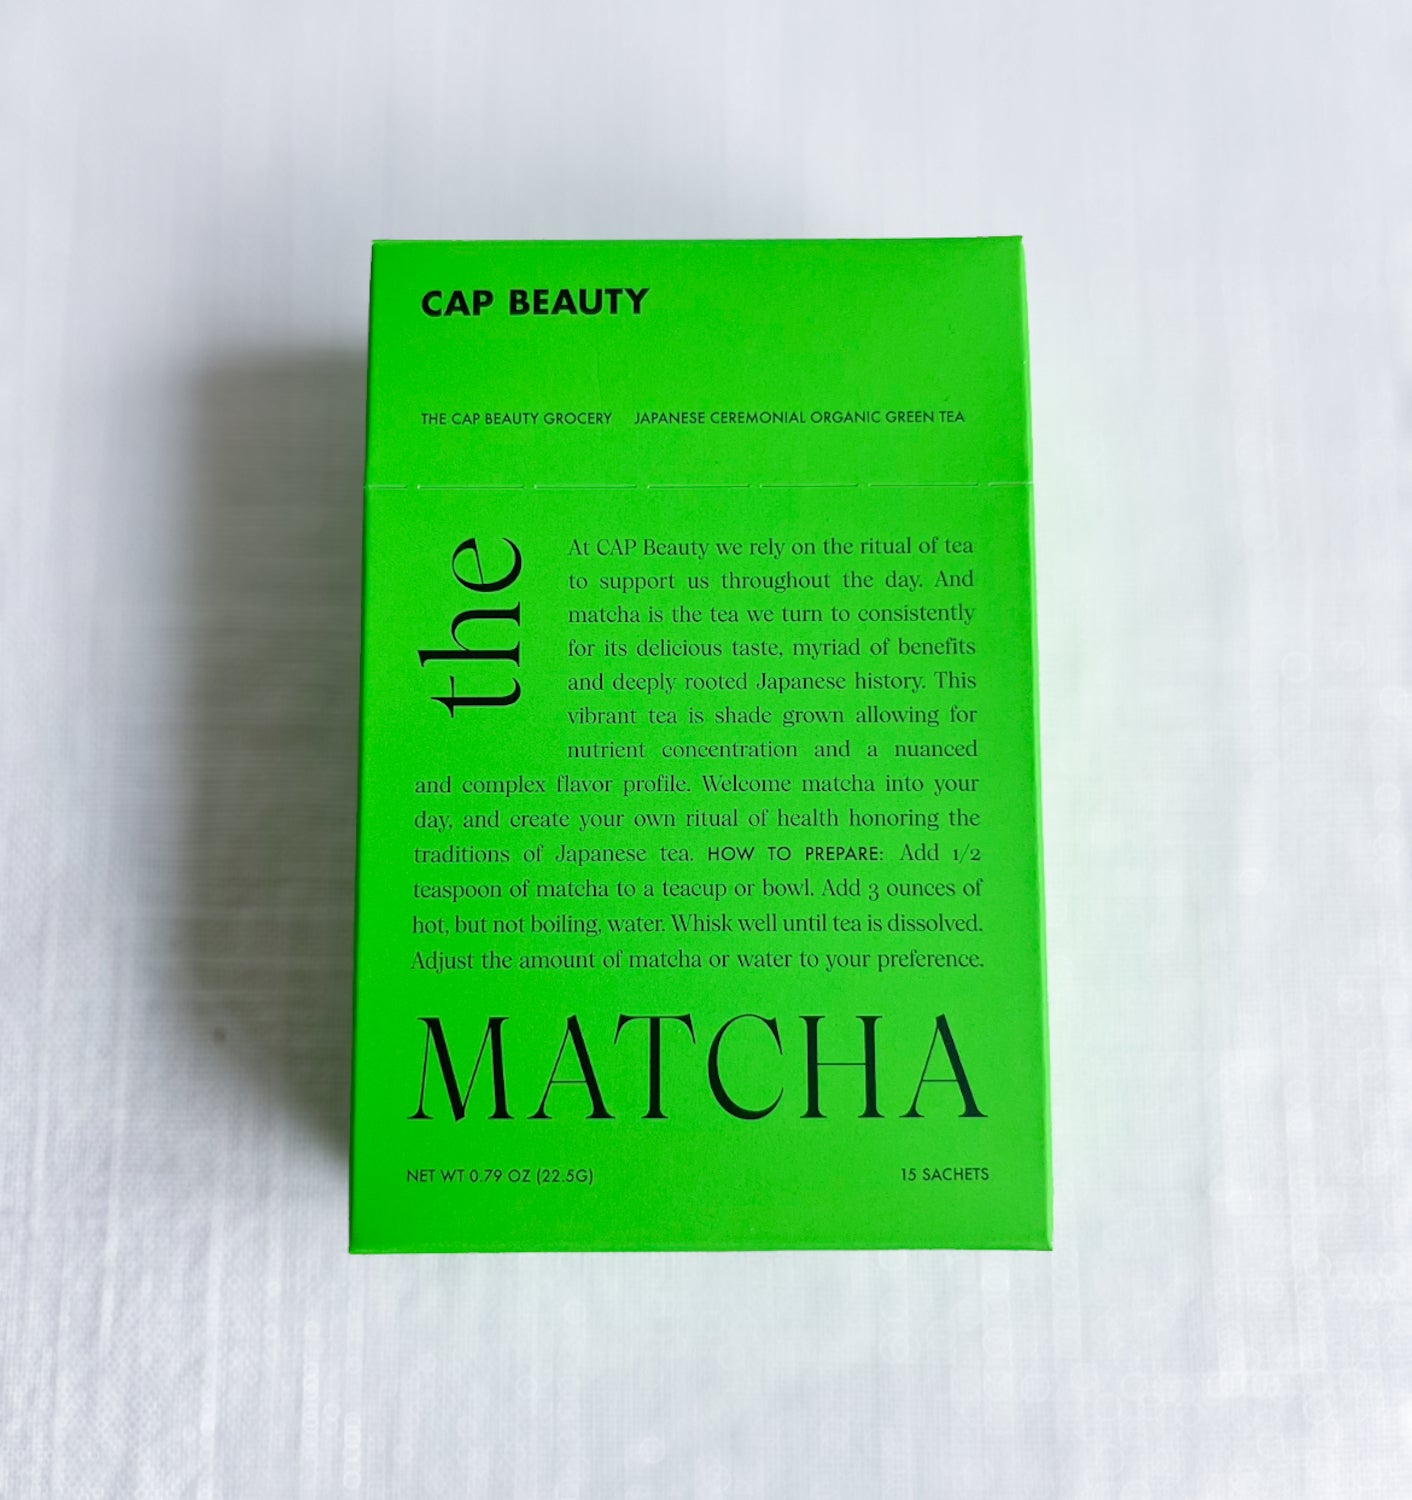 CAP BEAUTY
THE CAP BEAUTY GROCERY JAPANESE CEREMONIAL ORGANIC GREEN TEA
the
At CAP Beauty we rely on the ritual of tea
to support us throughout the day. And
matcha is the tea we turn to consistently
for its delicious taste, myriad of benefits
and deeply rooted Japanese history. This
vibrant tea is shade grown allowing for
nutrient concentration and a nuanced
and complex flavor profile. Welcome matcha into your
day, and create your own ritual of health honoring the
traditions of Japanese tea. HOW TO PREPARE: Add 1/2
teaspoon of matcha to a teacup or bowl. Add 3 ounces of
hot, but not boiling, water. Whisk well until tea is dissolved.
Adjust the amount of matcha or water to your preference.
MATCHA
NET WT 0.79 OZ (22.5G) 15 SACHETS